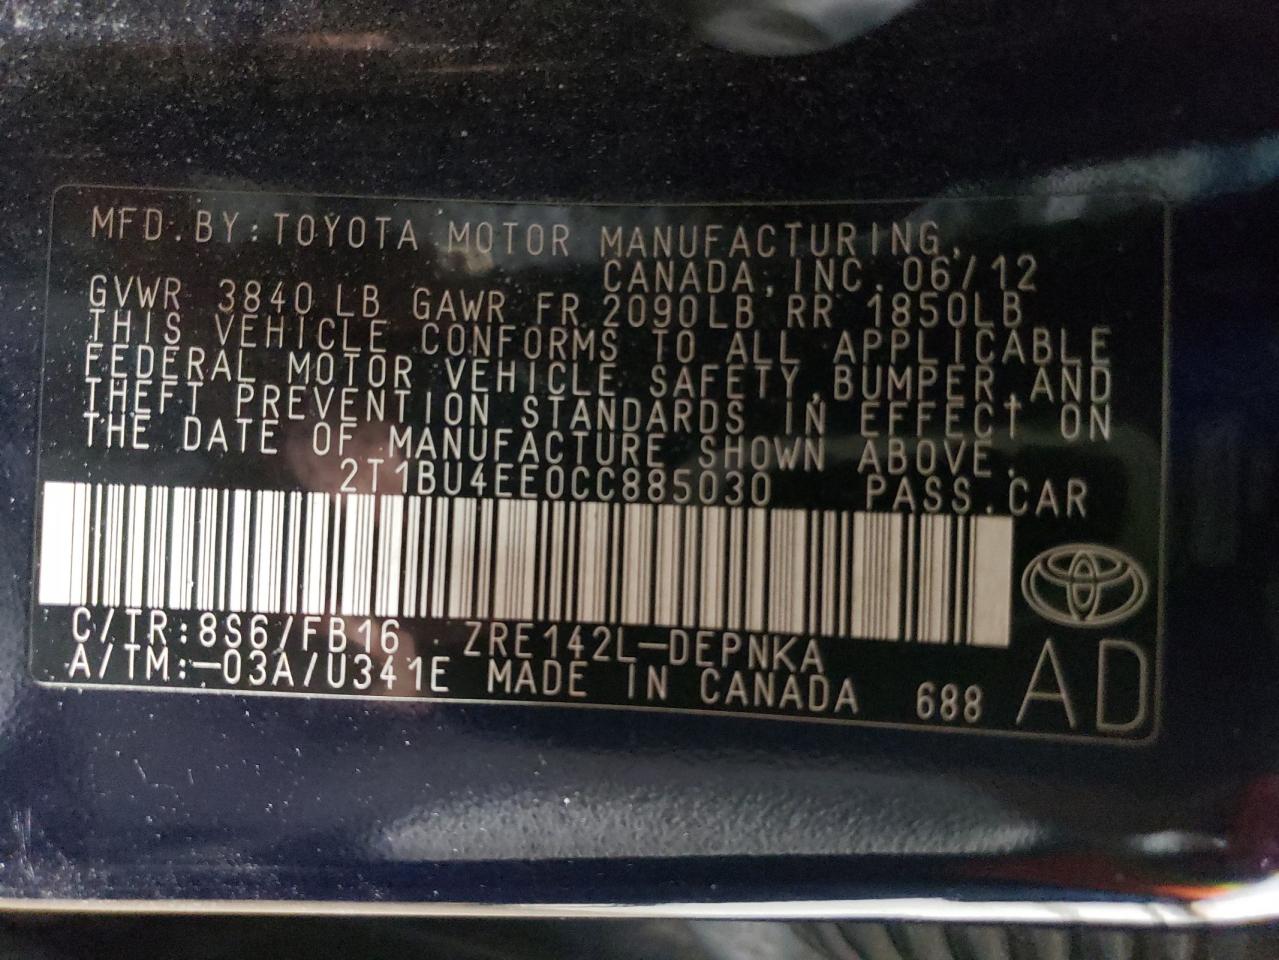 MFD. BY: TOYOTA MOTOR MANUFACTURING,
CANADA, INC. 06/12
GVWR 3840 LB GAWR FR 2090LB RR 1850LB
THIS VEHICLE CONFORMS TO ALL APPLICABLE
FEDERAL MOTOR VEHICLE SAFETY, BUMPER, AND
THEFT PREVENTION STANDARDS IN EFFECT ON
THE DATE OF MANUFACTURE SHOWN ABOVE.
2T1BU4EE0CC885030 PASS. CAR
C/TR: 8S6/FB16 ZRE142L-DEPNKA
A/TM: -03A/U341E MADE IN CANADA 688 AD